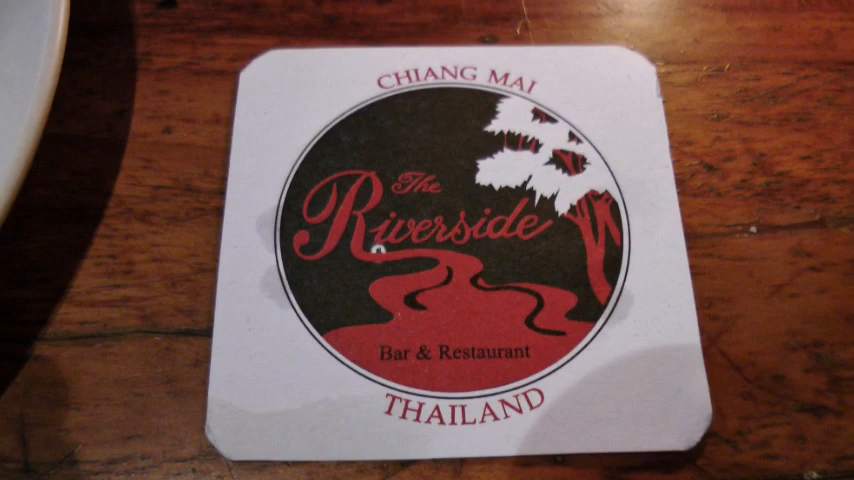 CHIANG MAI
The
Riverside
Bar & Restaurant
THAILAND